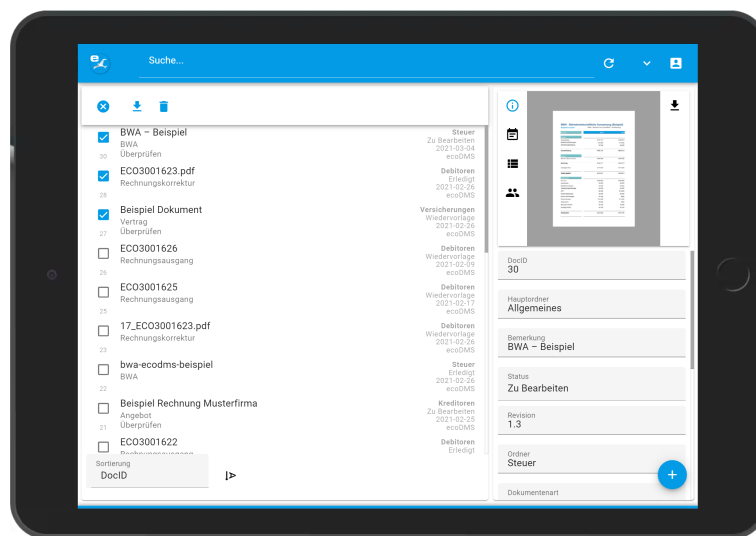 Suche...
BWA – Beispiel
BWA
Überprüfen
30
Steuer
Zu Bearbeiten
2021-03-04
ecoDMS
ECO3001623.pdf
Rechnungskorrektur
28
Debitoren
Erledigt
2021-02-26
ecoDMS
Beispiel Dokument
Vertrag
Überprüfen
27
Versicherungen
Wiedervorlage
2021-02-26
ecoDMS
ECO3001626
Rechnungsausgang
26
Debitoren
Wiedervorlage
2021-02-09
ecoDMS
ECO3001625
Rechnungsausgang
25
Debitoren
Wiedervorlage
2021-02-17
ecoDMS
17_ECO3001623.pdf
Rechnungskorrektur
23
Debitoren
Wiedervorlage
2021-02-26
ecoDMS
bwa-ecodms-beispiel
BWA
22
Steuer
Erledigt
2021-02-26
ecoDMS
Beispiel Rechnung Musterfirma
Angebot
Überprüfen
21
Kreditoren
Zu Bearbeiten
2021-02-25
ecoDMS
ECO3001622
Rechnungsausgang
Debitoren
Erledigt
Sortierung
DocID
DocID
30
Hauptordner
Allgemeines
Bemerkung
BWA – Beispiel
Status
Zu Bearbeiten
Revision
1.3
Ordner
Steuer
Dokumentenart